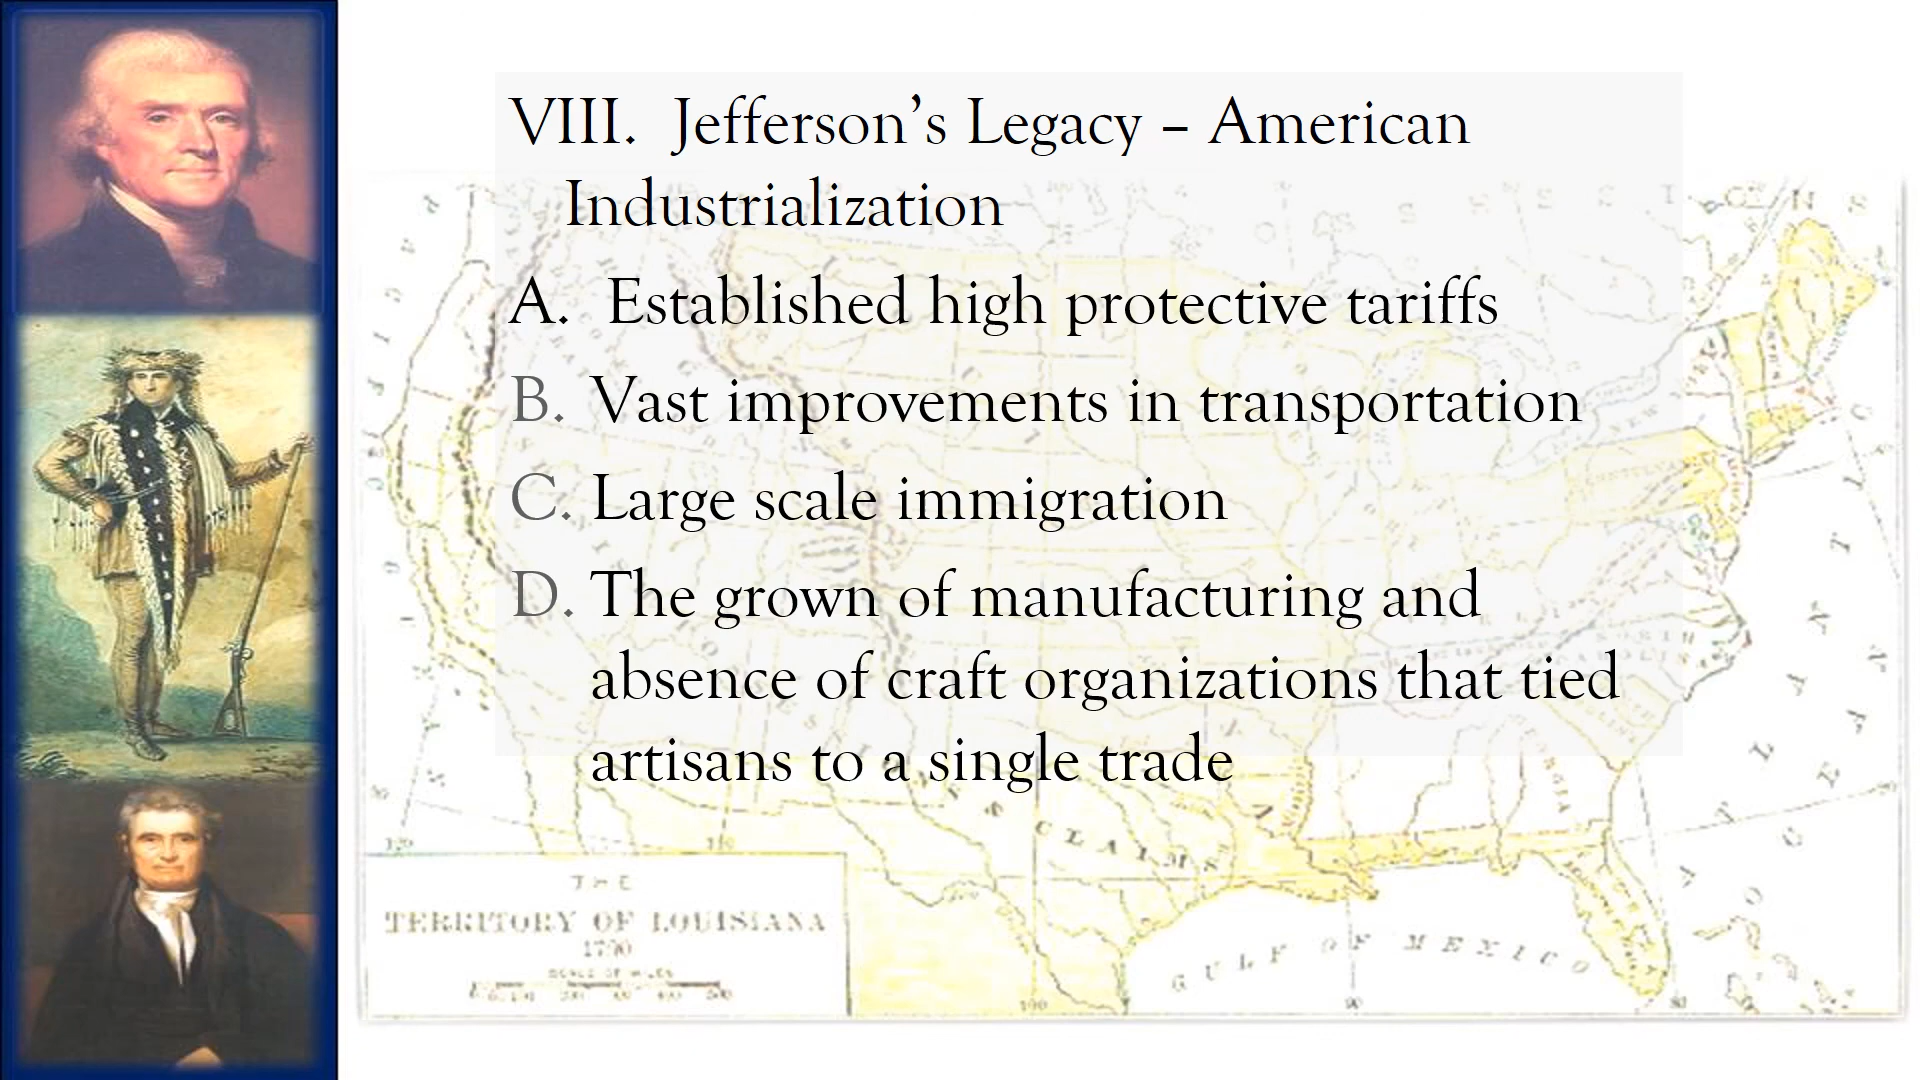 VIII. Jefferson’s Legacy – American
Industrialization
A. Established high protective tariffs
B. Vast improvements in transportation
C. Large scale immigration
D. The grown of manufacturing and
absence of craft organizations that tied
artisans to a single trade
& CLAIMS
THE
TERRITORY OF LOUISIANA
GULF OF MEXICO